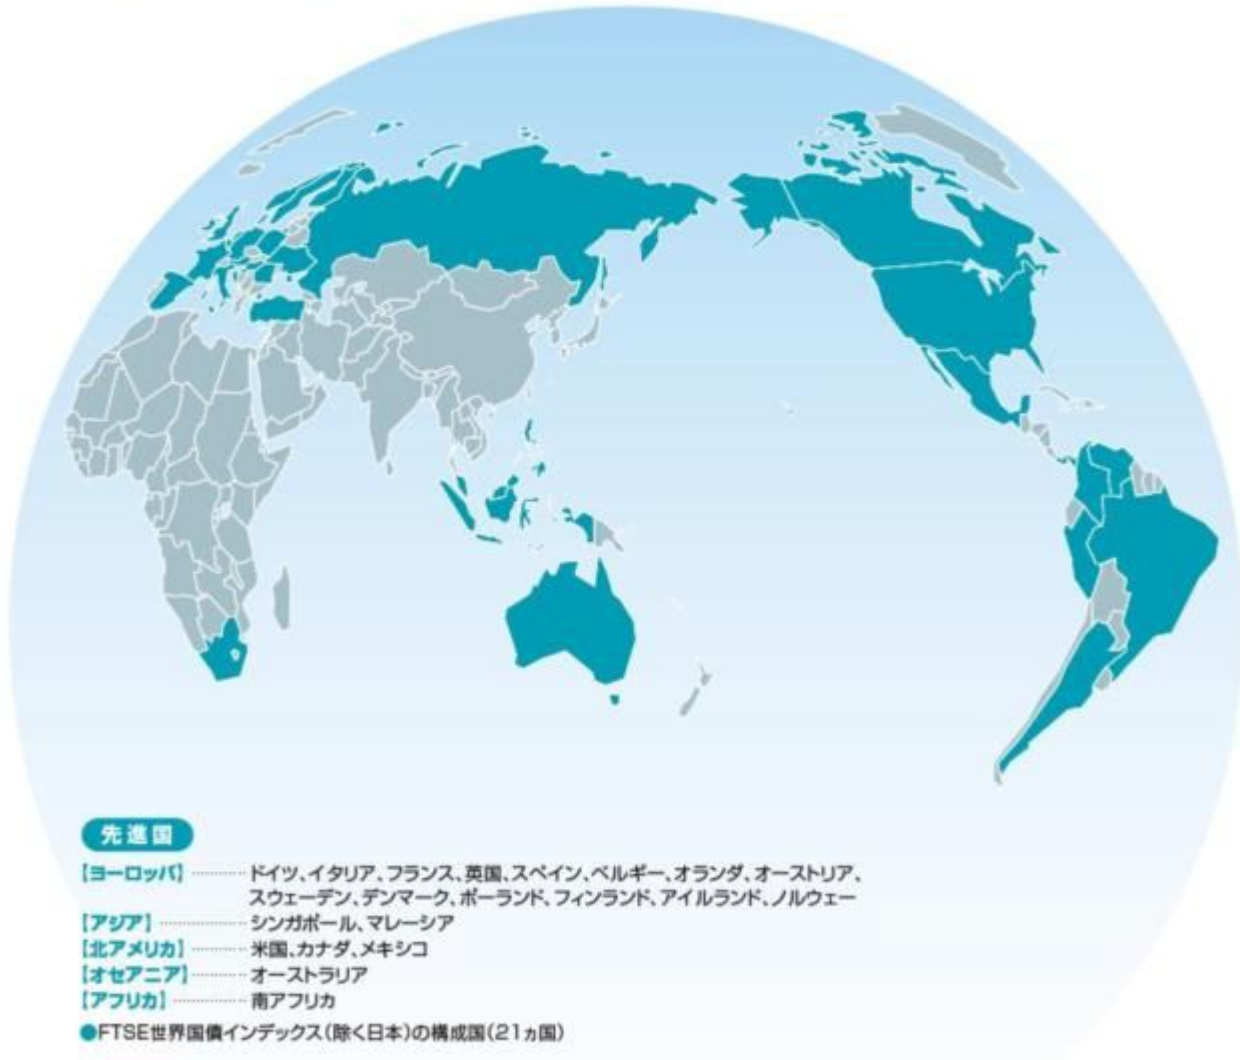 先進国
【ヨーロッパ】………ドイツ、イタリア、フランス、英国、スペイン、ベルギー、オランダ、オーストリア、
スウェーデン、デンマーク、ポーランド、フィンランド、アイルランド、ノルウェー
【アジア】………シンガポール、マレーシア
【北アメリカ】………米国、カナダ、メキシコ
【オセアニア】………オーストラリア
【アフリカ】………南アフリカ
●FTSE世界国債インデックス（除く日本）の構成国（21ヵ国）